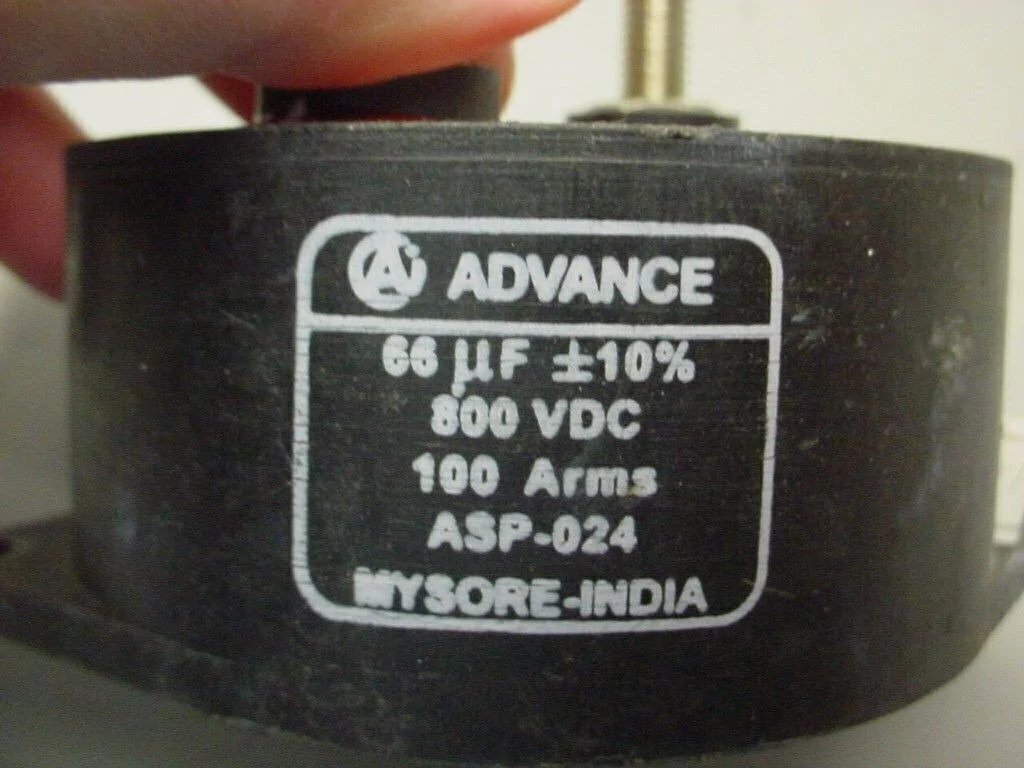 ADVANCE
66 µF ±10%
800 VDC
100 Arms
ASP-024
MYSORE-INDIA